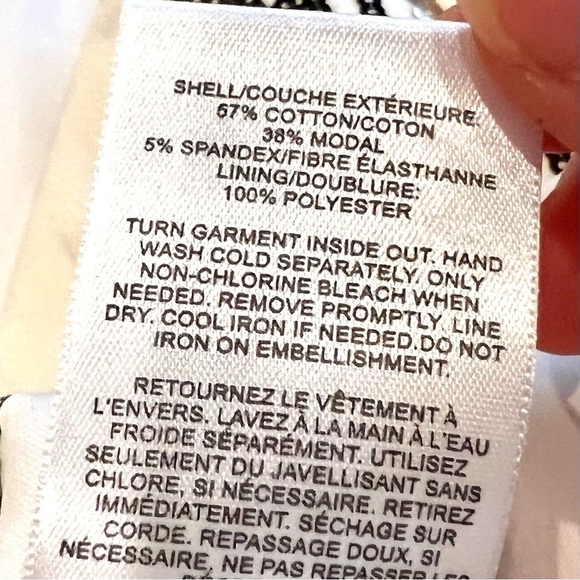 SHELL/COUCHE EXTÉRIEURE:
57% COTTON/COTON
38% MODAL
5% SPANDEX/FIBRE ÉLASTHANNE
LINING/DOUBLURE:
100% POLYESTER
TURN GARMENT INSIDE OUT. HAND
WASH COLD SEPARATELY. ONLY
NON-CHLORINE BLEACH WHEN
NEEDED. REMOVE PROMPTLY. LINE
DRY. COOL IRON IF NEEDED.DO NOT
IRON ON EMBELLISHMENT.
RETOURNEZ LE VÊTEMENT À
L'ENVERS. LAVEZ À LA MAIN À L'EAU
FROIDE SÉPARÉMENT. UTILISEZ
SEULEMENT DU JAVELLISANT SANS
CHLORE, SI NÉCESSAIRE. RETIREZ
IMMÉDIATEMENT. SÉCHAGE SUR
CORDE. REPASSAGE DOUX, SI
NÉCESSAIRE, NE PAS REPASSER LES